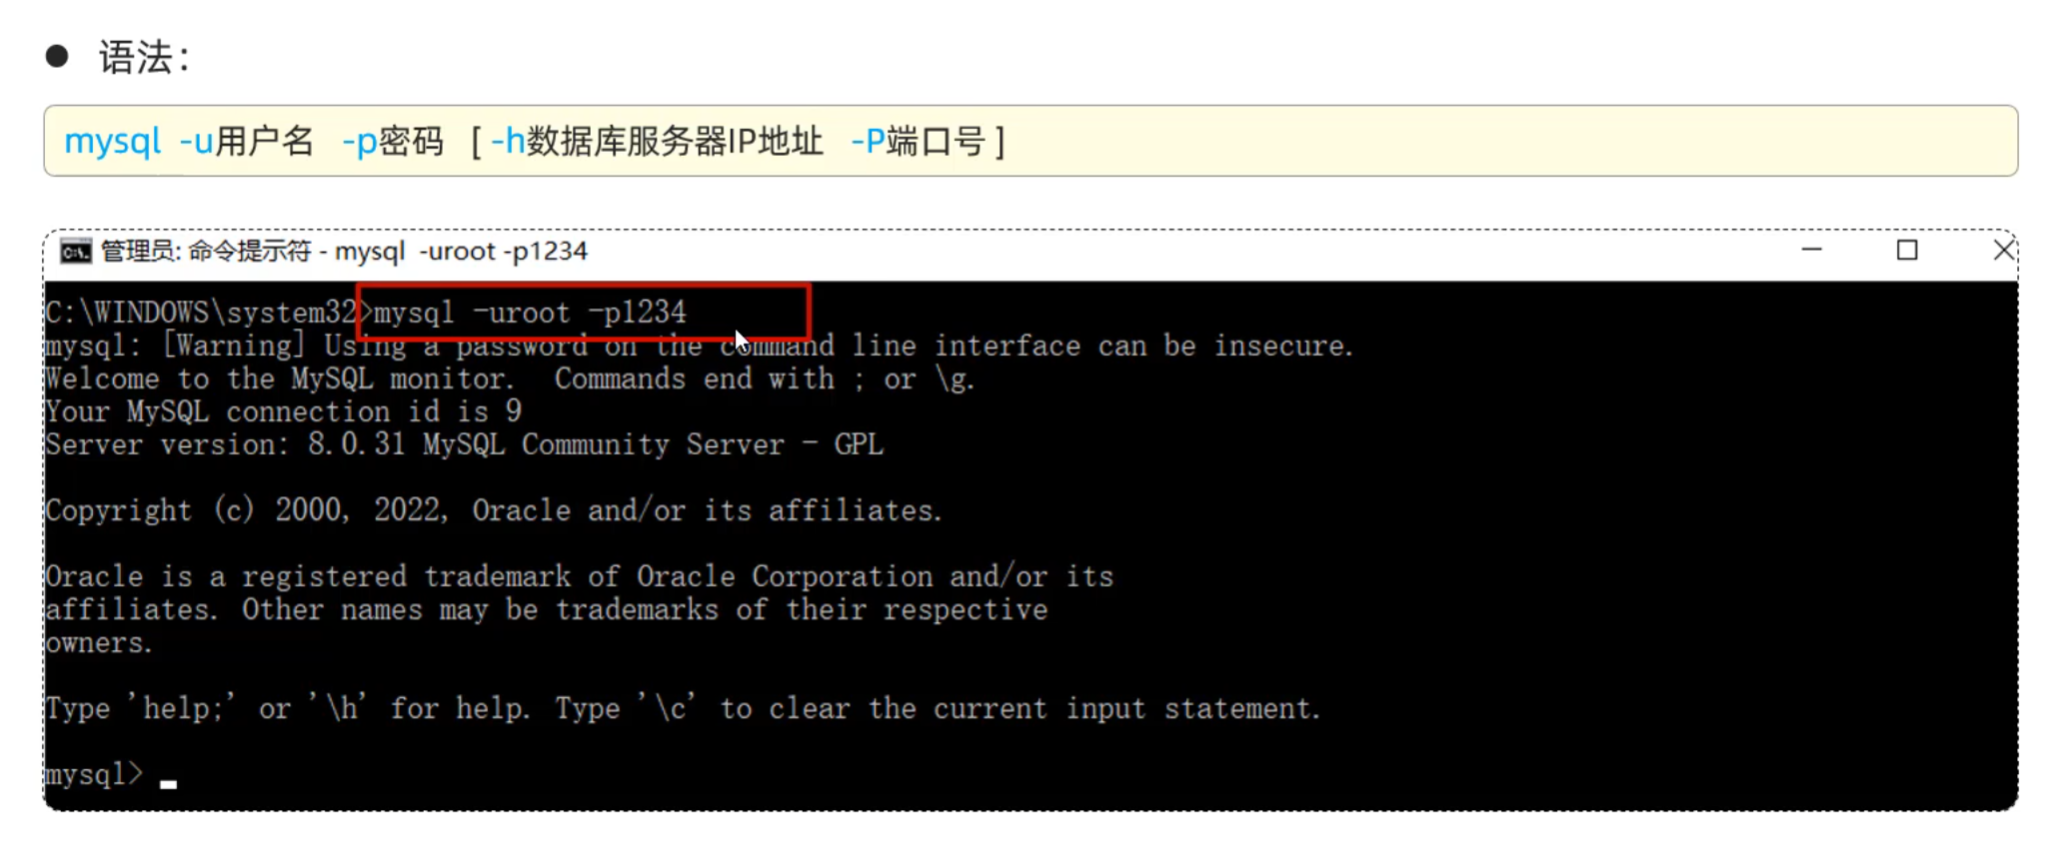 ● 语法：
mysql -u用户名 -p密码 [ -h数据库服务器IP地址 -P端口号 ]
C:\. 管理员: 命令提示符 - mysql -uroot -p1234
C:\WINDOWS\system32>mysql -uroot -p1234
mysql: [Warning] Using a password on the command line interface can be insecure.
Welcome to the MySQL monitor.  Commands end with ; or \g.
Your MySQL connection id is 9
Server version: 8.0.31 MySQL Community Server - GPL
Copyright (c) 2000, 2022, Oracle and/or its affiliates.
Oracle is a registered trademark of Oracle Corporation and/or its
affiliates. Other names may be trademarks of their respective
owners.
Type 'help;' or '\h' for help. Type '\c' to clear the current input statement.
mysql> _